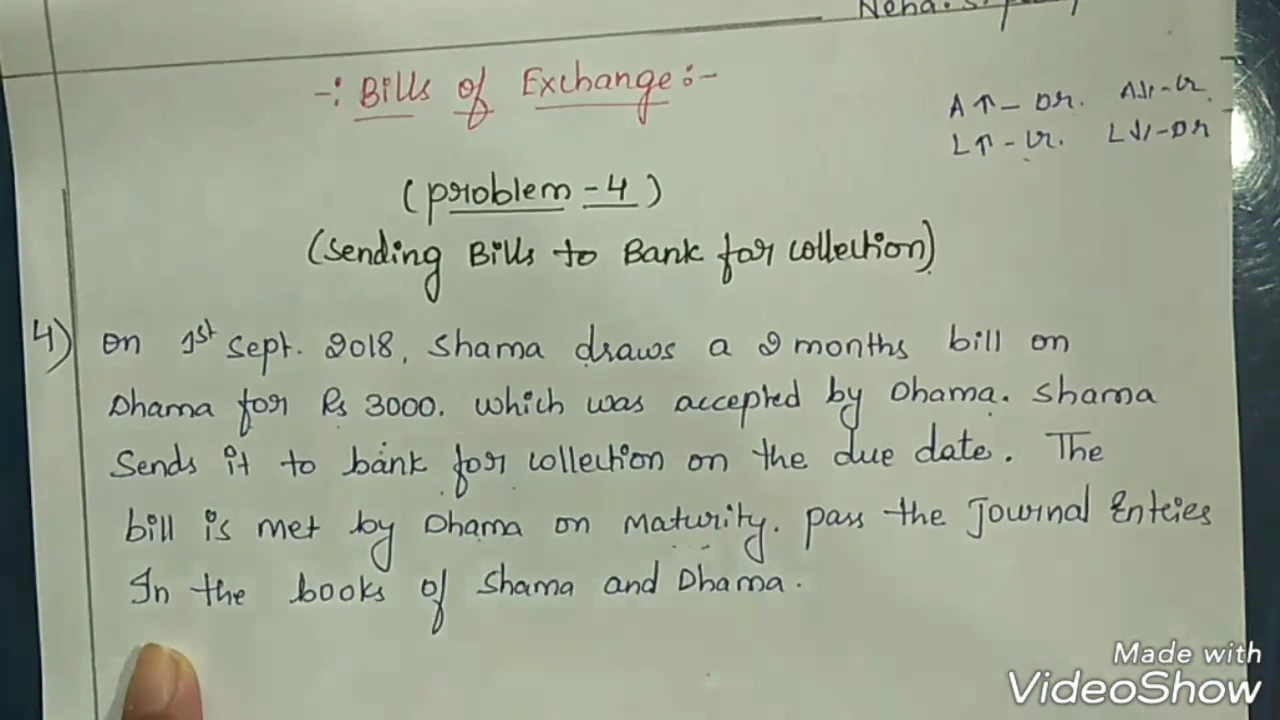 Neha.
-: Bills of Exchange :-
A↑ - Dr. A↓ - Cr.
L↑ - Cr. L↓ - Dr
(problem - 4)
(Sending Bills to Bank for collection)
4) On 1st Sept. 2018, Shama draws a 2 months bill on
Dhama for Rs 3000. which was accepted by Dhama. Shama
Sends it to bank for collection on the due date. The
bill is met by Dhama on Maturity. pass the Journal Entries
In the books of Shama and Dhama.
Made with
VideoShow